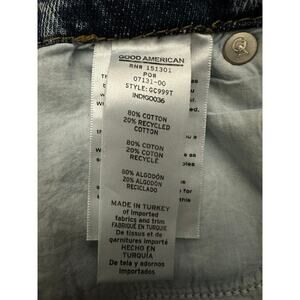 GOOD AMERICAN
RN# 151301
PO#
07131-00
STYLE: GC999T
INDIGO036
80% COTTON
20% RECYCLED
COTTON
80% COTON
20% COTON
RECYCLÉ
80% ALGODÓN
20% ALGODÓN
RECICLADO
MADE IN TURKEY
of imported
fabrics and trim
FABRIQUÉ EN TURQUIE
De tissus et de
garnitures importés
HECHO EN
TURQUÍA
De tela y adornos
importados